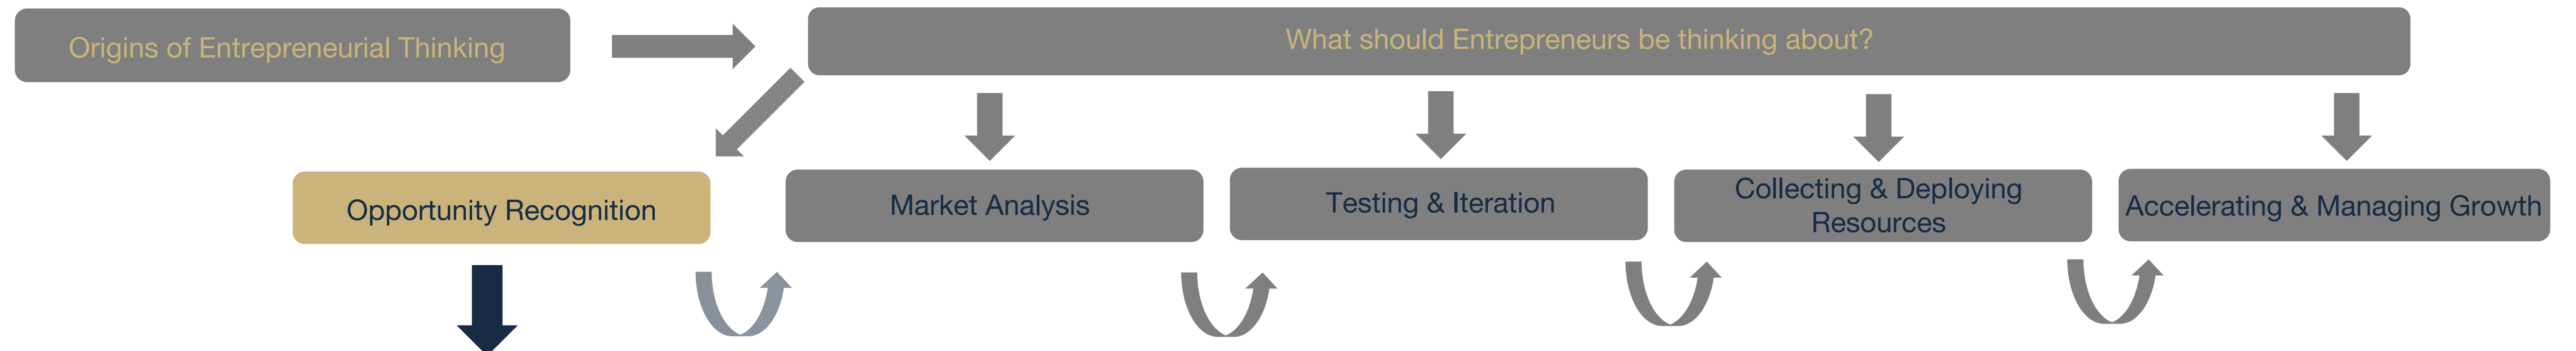 Origins of Entrepreneurial Thinking
What should Entrepreneurs be thinking about?
Opportunity Recognition
Market Analysis
Testing & Iteration
Collecting & Deploying
Resources
Accelerating & Managing Growth